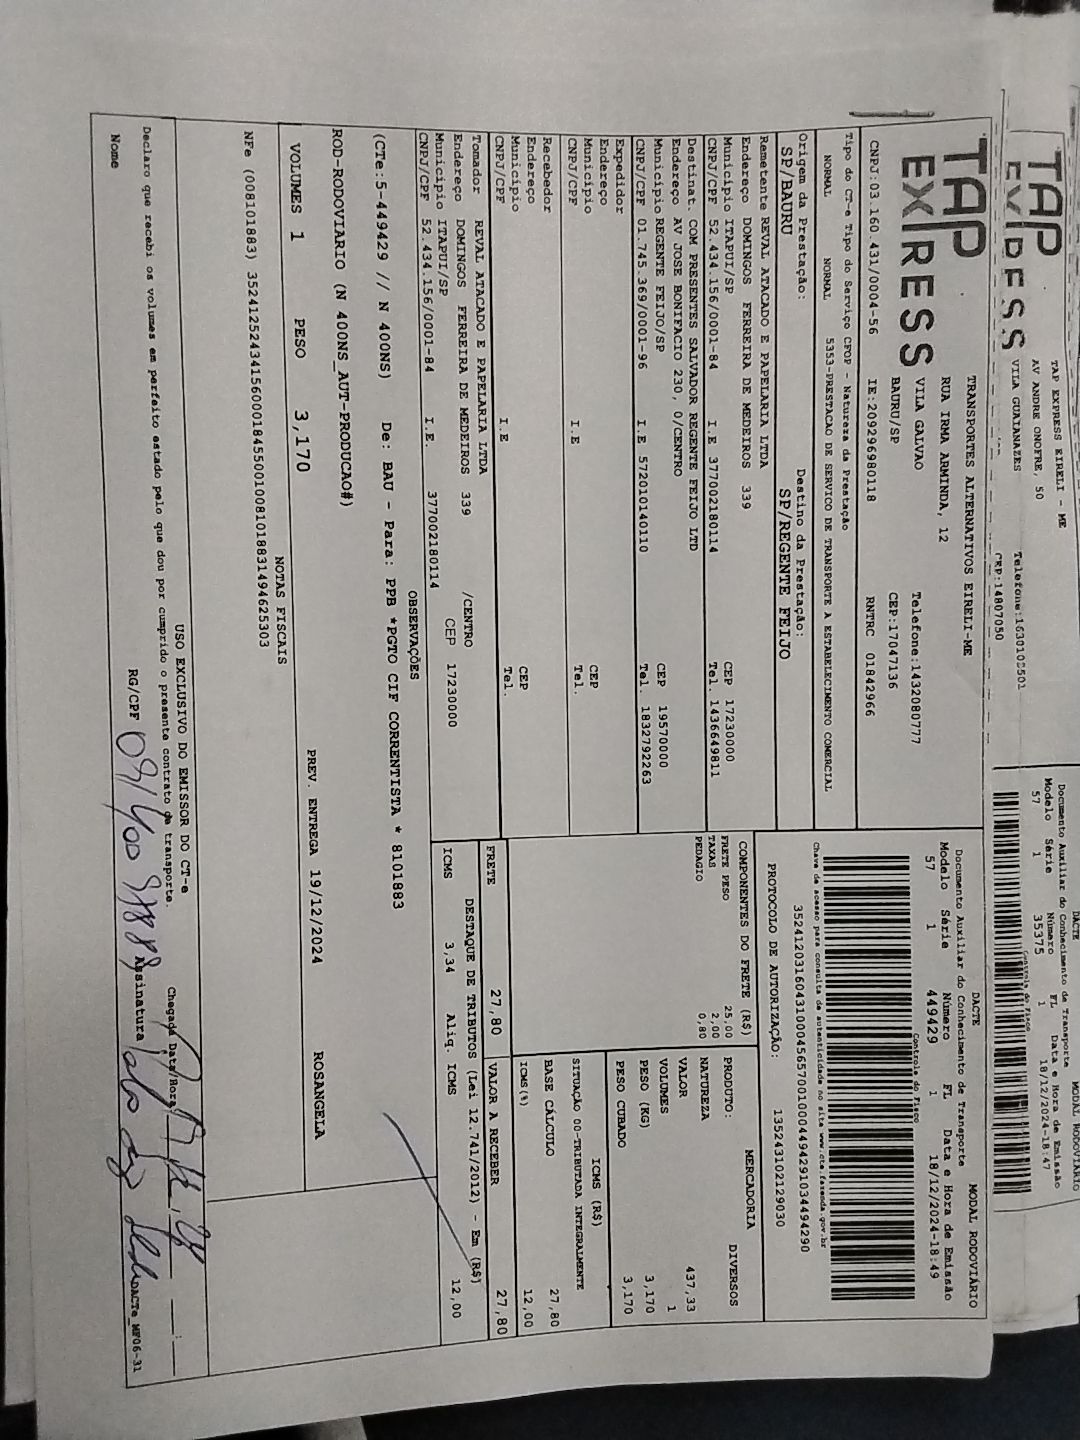 TAP EXPRESS
TAP EXPRESS EIRELI - ME
AV ANDRE ONOFRE, 50
VILA GUAIANAZES
CEP:14807050
DACTE
MODAL RODOVIÁRIO
Documento Auxiliar do Conhecimento de Transporte
Modelo Série Número FL Data e Hora de Emissão
57 1 35375 1 18/12/2024-18:47
TAP
EXPRESS
TRANSPORTES ALTERNATIVOS EIRELI-ME
RUA IRMA ARMINDA, 12
VILA GALVAO
BAURU/SP
Telefone:1432080777
CEP:17047136
CNPJ:03.160.431/0004-56 IE:209296980118 RNTRC 01842966
DACTE MODAL RODOVIÁRIO
Documento Auxiliar do Conhecimento de Transporte
Modelo Série Número FL Data e Hora de Emissão
57 1 449429 1 18/12/2024-18:49
Controle do Fisco
Tipo do CT-e Tipo do Serviço CFOP - Natureza da Prestação
NORMAL NORMAL 5353-PRESTACAO DE SERVICO DE TRANSPORTE A ESTABELECIMENTO COMERCIAL
Chave de acesso para consulta de autenticidade no site www.cte.fazenda.gov.br
35241203160431000456570010004494291034494290
PROTOCOLO DE AUTORIZAÇÃO: 135243102129030
Origem da Prestação: Destino da Prestação:
SP/BAURU SP/REGENTE FEIJO
Remetente REVAL ATACADO E PAPELARIA LTDA
Endereço DOMINGOS FERREIRA DE MEDEIROS 339
Município ITAPUI/SP CEP 17230000
CNPJ/CPF 52.434.156/0001-84 I.E 377002180114 Tel. 1436649811
Destinat. COM PRESENTES SALVADOR REGENTE FEIJO LTD
Endereço AV JOSE BONIFACIO 230, 0/CENTRO
Município REGENTE FEIJO/SP CEP 19570000
CNPJ/CPF 01.745.369/0001-96 I.E 572010140110 Tel. 1832792263
Expedidor
Endereço
Município CEP
CNPJ/CPF I.E Tel.
Recebedor
Endereço
Município CEP
CNPJ/CPF I.E Tel.
Tomador REVAL ATACADO E PAPELARIA LTDA
Endereço DOMINGOS FERREIRA DE MEDEIROS 339 /CENTRO
Município ITAPUI/SP CEP 17230000
CNPJ/CPF 52.434.156/0001-84 I.E. 377002180114
COMPONENTES DO FRETE (R$)
FRETE PESO 25,00
TAXAS 2,00
PEDAGIO 0,80
MERCADORIA
PRODUTO: DIVERSOS
NATUREZA
VALOR 437,33
VOLUMES 1
PESO (KG) 3,170
PESO CUBADO 3,170
ICMS (R$)
SITUAÇÃO 00-TRIBUTADA INTEGRALMENTE
BASE CÁLCULO 27,80
ICMS (%) 12,00
FRETE 27,80 VALOR A RECEBER 27,80
DESTAQUE DE TRIBUTOS (Lei 12.741/2012) - Em (R$)
ICMS 3,34 Aliq. ICMS 12,00
OBSERVAÇÕES
(CTe:5-449429 // N 400NS) De: BAU - Para: PPB *PGTO CIF CORRENTISTA * 8101883
ROD-RODOVIARIO (N 400NS_AUT-PRODUCAO#)
VOLUMES 1 PESO 3,170 PREV. ENTREGA 19/12/2024 ROSANGELA
NOTAS FISCAIS
NFe (008101883) 35241252434156000184550010081018831494625303
USO EXCLUSIVO DO EMISSOR DO CT-e
Declaro que recebi os volumes em perfeito estado pelo que dou por cumprido o presente contrato de transporte.
Chegada Data/Hora
Nome RG/CPF Assinatura
DACTe_MF06-31